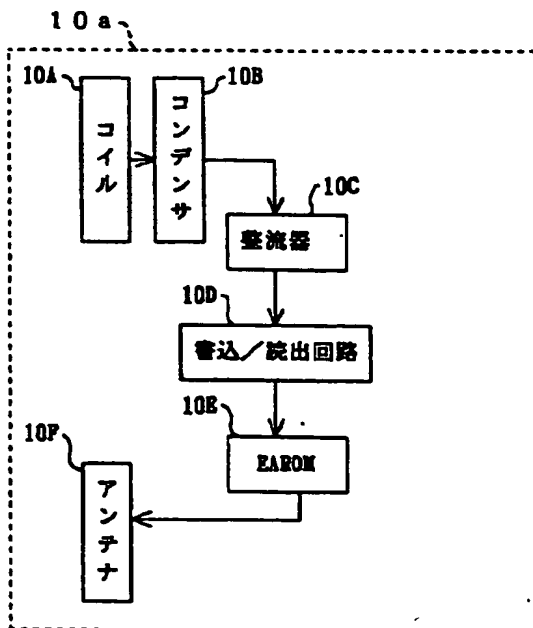 10a
10A
コイル
10B
コンデンサ
10C
整流器
10D
書込/読出回路
10E
EAROM
10F
アンテナ